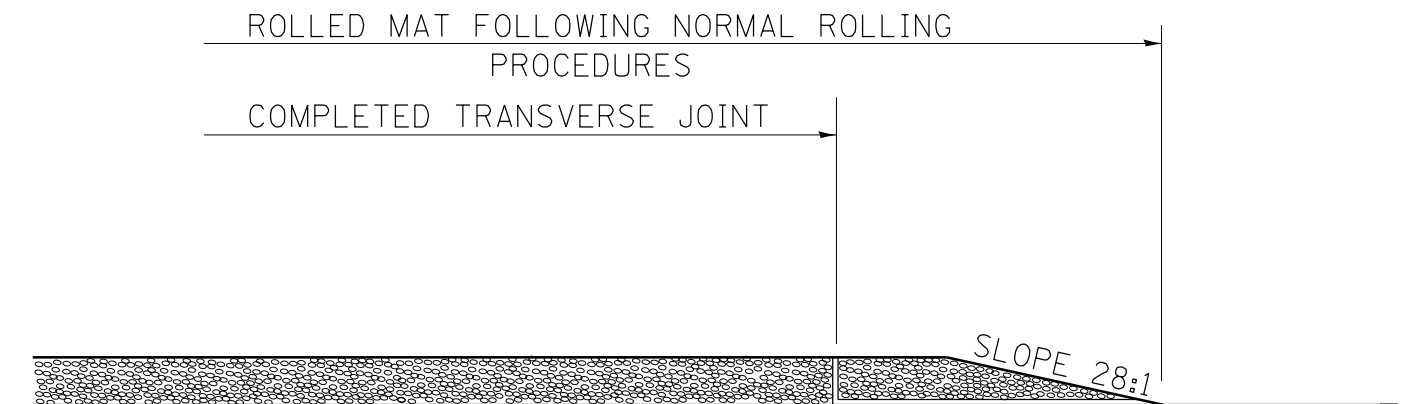 ROLLED MAT FOLLOWING NORMAL ROLLING
PROCEDURES
COMPLETED TRANSVERSE JOINT
SLOPE 28:1